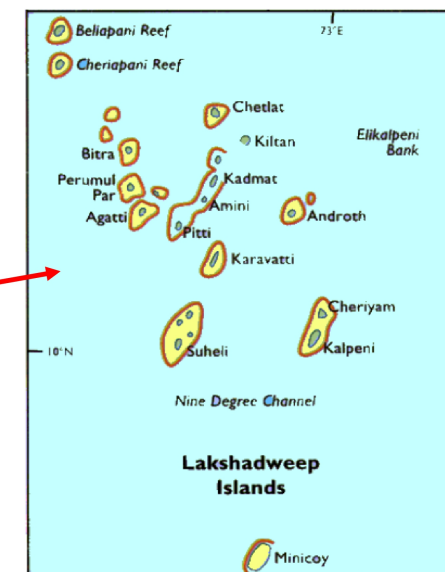 Beliapani Reef
73°E
Cheriapani Reef
Chetlat
Kiltan
Elikalpeni
Bank
Bitra
Perumul
Par
Kadmat
Amini
Agatti
Androth
Pitti
Karavatti
Cheriyam
10°N
Suheli
Kalpeni
Nine Degree Channel
Lakshadweep
Islands
Minicoy